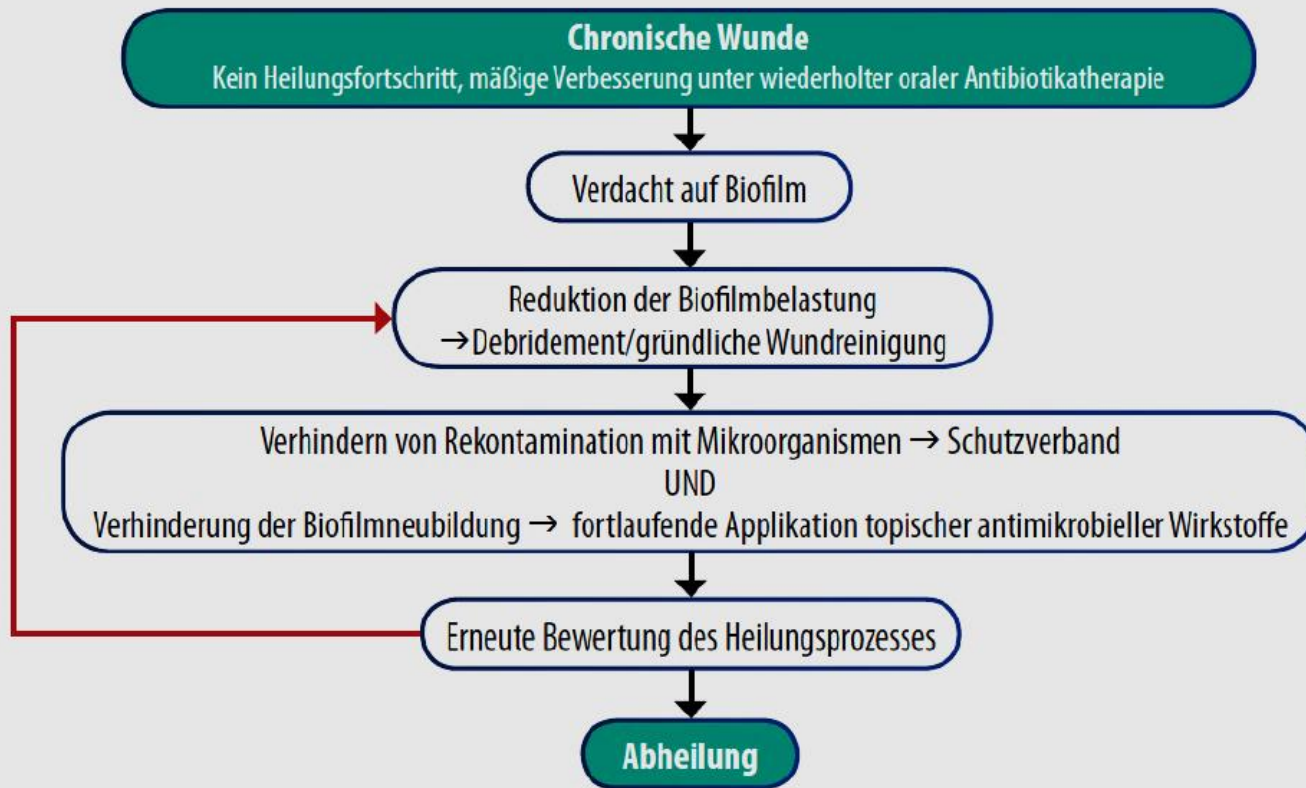 Chronische Wunde
Kein Heilungsfortschritt, mäßige Verbesserung unter wiederholter oraler Antibiotikatherapie
Verdacht auf Biofilm
Reduktion der Biofilmbelastung
→Debridement/gründliche Wundreinigung
Verhindern von Rekontamination mit Mikroorganismen → Schutzverband
UND
Verhinderung der Biofilmneubildung → fortlaufende Applikation topischer antimikrobieller Wirkstoffe
Erneute Bewertung des Heilungsprozesses
Abheilung